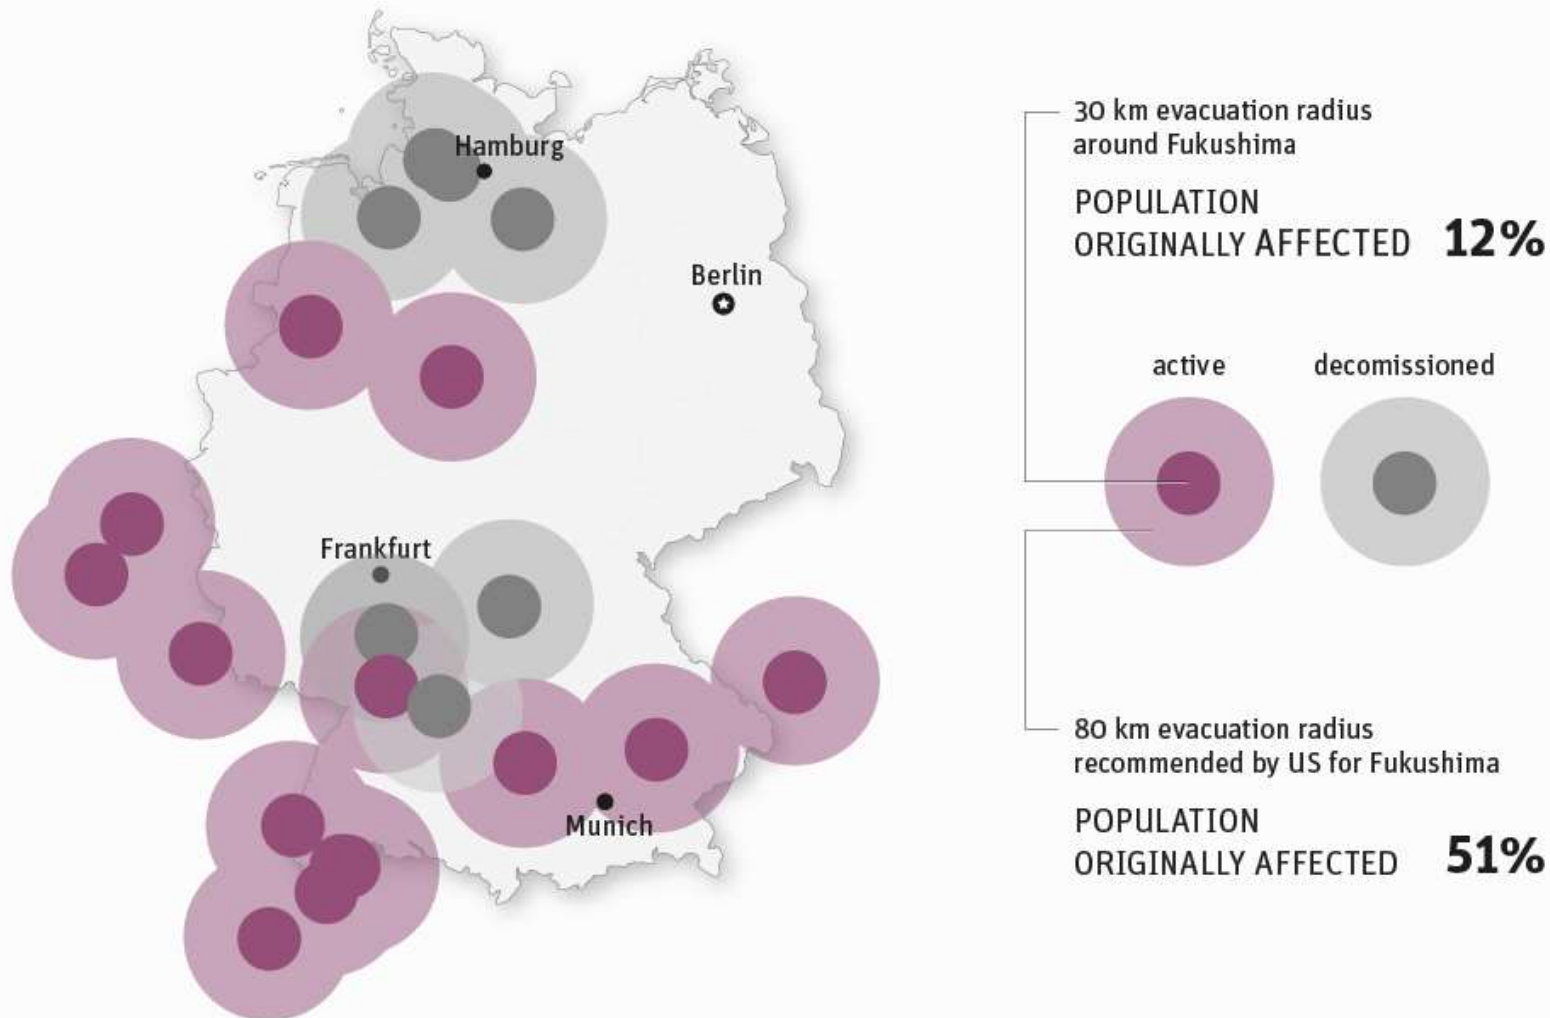 Hamburg
Berlin
Frankfurt
Munich
30 km evacuation radius
around Fukushima
POPULATION
ORIGINALLY AFFECTED 12%
active decomissioned
80 km evacuation radius
recommended by US for Fukushima
POPULATION
ORIGINALLY AFFECTED 51%